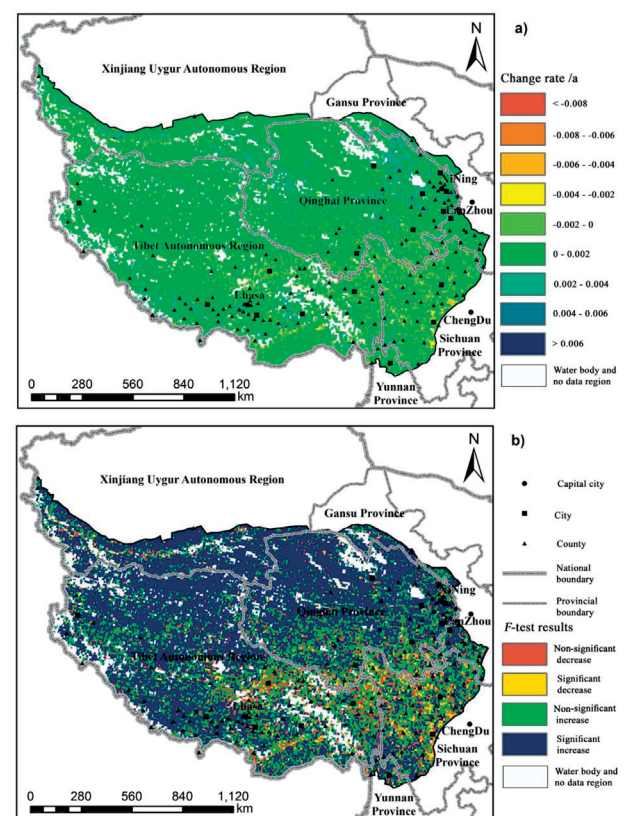 a)
N
Xinjiang Uygur Autonomous Region
Gansu Province
XiNing
LanZhou
Qinghai Province
Tibet Autonomous Region
Lhasa
ChengDu
Sichuan
Province
Yunnan
Province
0 280 560 840 1,120
km
Change rate /a
< -0.008
-0.008 - -0.006
-0.006 - -0.004
-0.004 - -0.002
-0.002 - 0
0 - 0.002
0.002 - 0.004
0.004 - 0.006
> 0.006
Water body and
no data region
b)
N
Xinjiang Uygur Autonomous Region
Gansu Province
XiNing
LanZhou
Qinghai Province
Tibet Autonomous Region
Lhasa
ChengDu
Sichuan
Province
Yunnan
Province
0 280 560 840 1,120
km
Capital city
City
County
National
boundary
Provincial
boundary
F-test results
Non-significant
decrease
Significant
decrease
Non-significant
increase
Significant
increase
Water body and
no data region